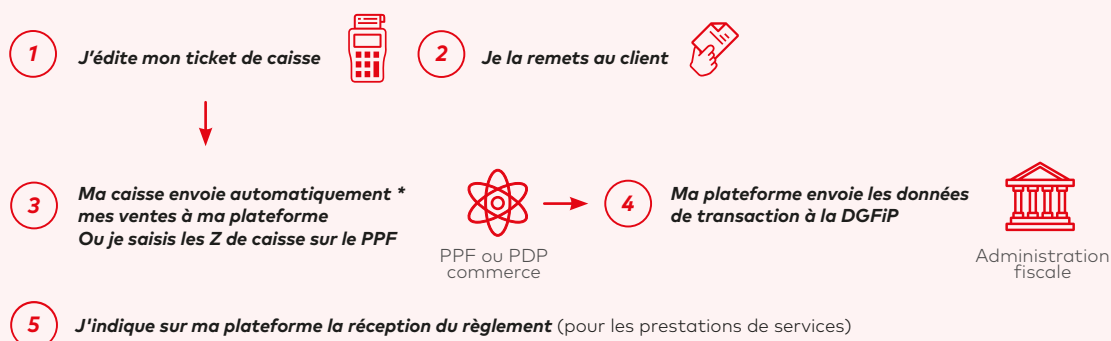 1 J'édite mon ticket de caisse
2 Je la remets au client
3 Ma caisse envoie automatiquement *
mes ventes à ma plateforme
Ou je saisis les Z de caisse sur le PPF
PPF ou PDP
commerce
4 Ma plateforme envoie les données
de transaction à la DGFiP
Administration
fiscale
5 J'indique sur ma plateforme la réception du règlement (pour les prestations de services)